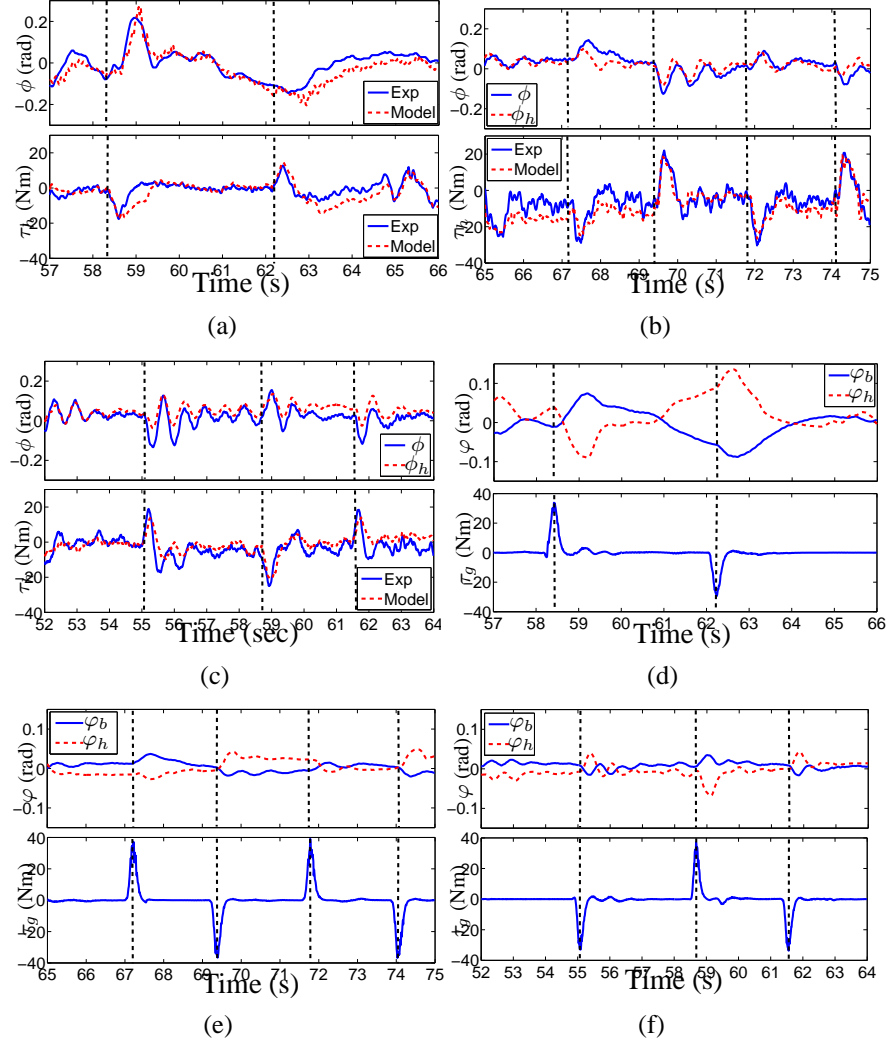 0.2
0
−0.2
ϕ (rad)
Exp
Model
20
0
−20
−40
τh (Nm)
Exp
Model
57 58 59 60 61 62 63 64 65 66
Time (s)
(a)
0.2
0
−0.2
ϕ (rad)
ϕ
ϕh
20
0
−20
−40
τh (Nm)
Exp
Model
65 66 67 68 69 70 71 72 73 74 75
Time (s)
(b)
0.2
0
−0.2
ϕ (rad)
ϕ
ϕh
20
0
−20
−40
(Nm)
Exp
Model
52 53 54 55 56 57 58 59 60 61 62 63 64
Time (sec)
(c)
0.1
0
−0.1
φ (rad)
φb
φh
40
20
0
−20
−40
τg (Nm)
57 58 59 60 61 62 63 64 65 66
Time (s)
(d)
0.1
0
−0.1
φ (rad)
φb
φh
40
20
0
−20
−40
τg (Nm)
65 66 67 68 69 70 71 72 73 74 75
Time (s)
(e)
0.1
0
−0.1
φ (rad)
φb
φh
40
20
0
−20
−40
τg (Nm)
52 53 54 55 56 57 58 59 60 61 62 63 64
Time (s)
(f)